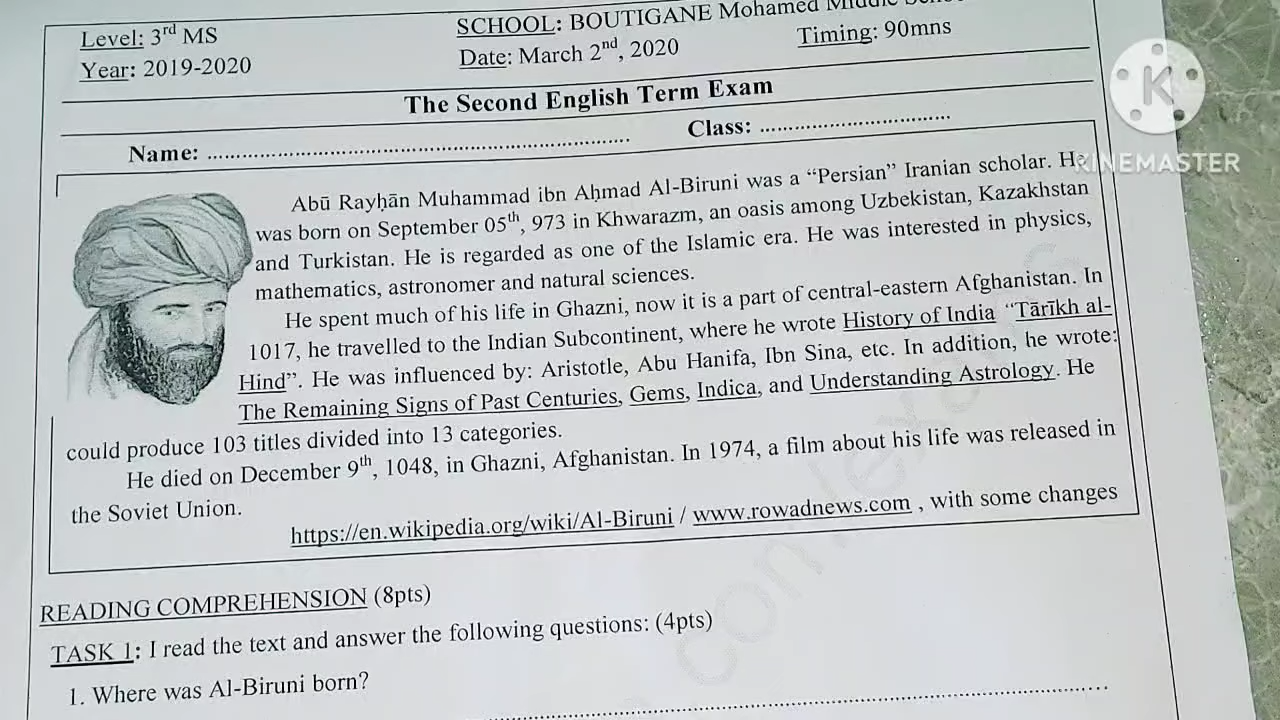 Level: 3rd MS
SCHOOL: BOUTIGANE Mohamed Middle
Year: 2019-2020
Date: March 2nd, 2020
Timing: 90mns
The Second English Term Exam
Name: ........................................................................
Class: ................................
K
KINEMASTER
Abū Rayḥān Muhammad ibn Aḥmad Al-Biruni was a “Persian” Iranian scholar. He
was born on September 05th, 973 in Khwarazm, an oasis among Uzbekistan, Kazakhstan
and Turkistan. He is regarded as one of the Islamic era. He was interested in physics,
mathematics, astronomer and natural sciences.
He spent much of his life in Ghazni, now it is a part of central-eastern Afghanistan. In
1017, he travelled to the Indian Subcontinent, where he wrote History of India “Tārīkh al-
Hind”. He was influenced by: Aristotle, Abu Hanifa, Ibn Sina, etc. In addition, he wrote:
The Remaining Signs of Past Centuries, Gems, Indica, and Understanding Astrology. He
could produce 103 titles divided into 13 categories.
He died on December 9th, 1048, in Ghazni, Afghanistan. In 1974, a film about his life was released in
the Soviet Union.
https://en.wikipedia.org/wiki/Al-Biruni / www.rowadnews.com , with some changes
READING COMPREHENSION (8pts)
TASK 1: I read the text and answer the following questions: (4pts)
1. Where was Al-Biruni born?